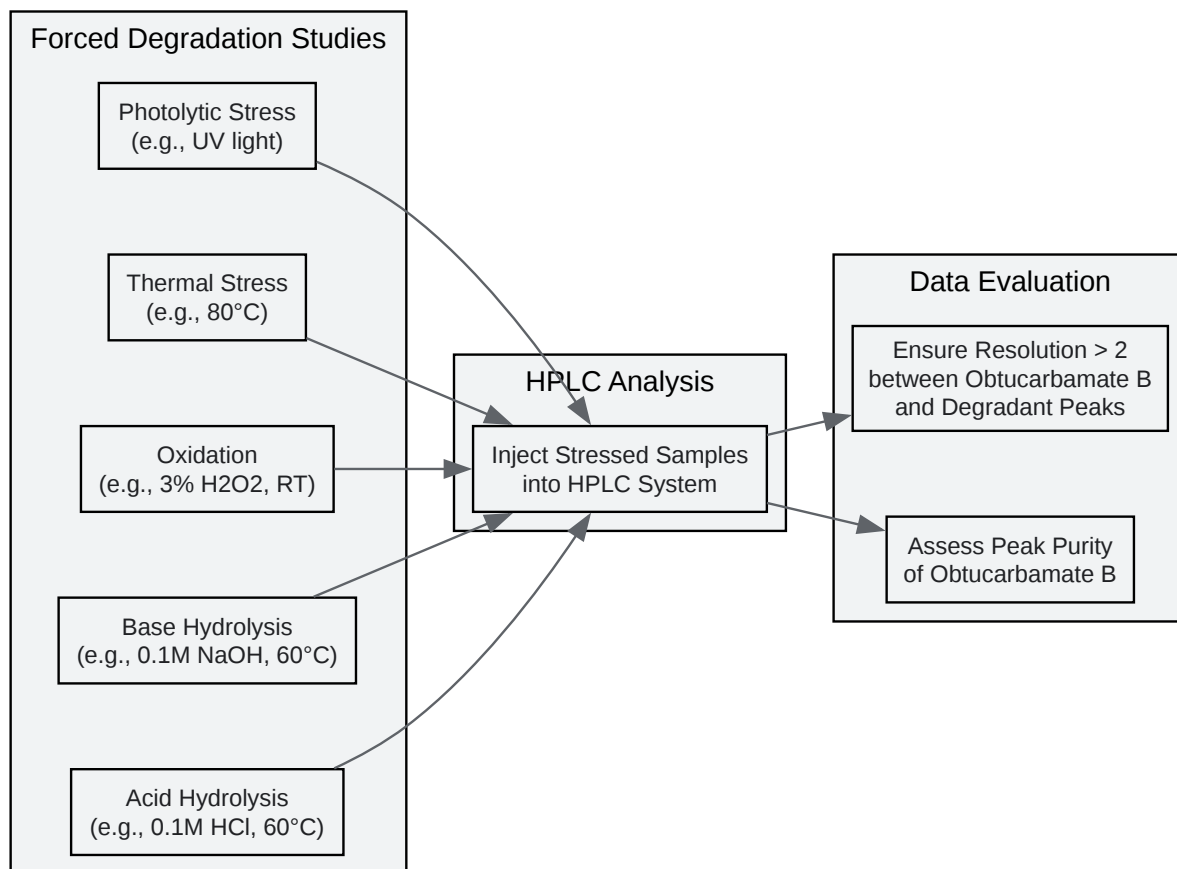 Forced Degradation Studies
Photolytic Stress
(e.g., UV light)
Thermal Stress
(e.g., 80°C)
Oxidation
(e.g., 3% H2O2, RT)
Base Hydrolysis
(e.g., 0.1M NaOH, 60°C)
Acid Hydrolysis
(e.g., 0.1M HCl, 60°C)
HPLC Analysis
Inject Stressed Samples
into HPLC System
Data Evaluation
Ensure Resolution > 2
between Obtucarbamate B
and Degradant Peaks
Assess Peak Purity
of Obtucarbamate B